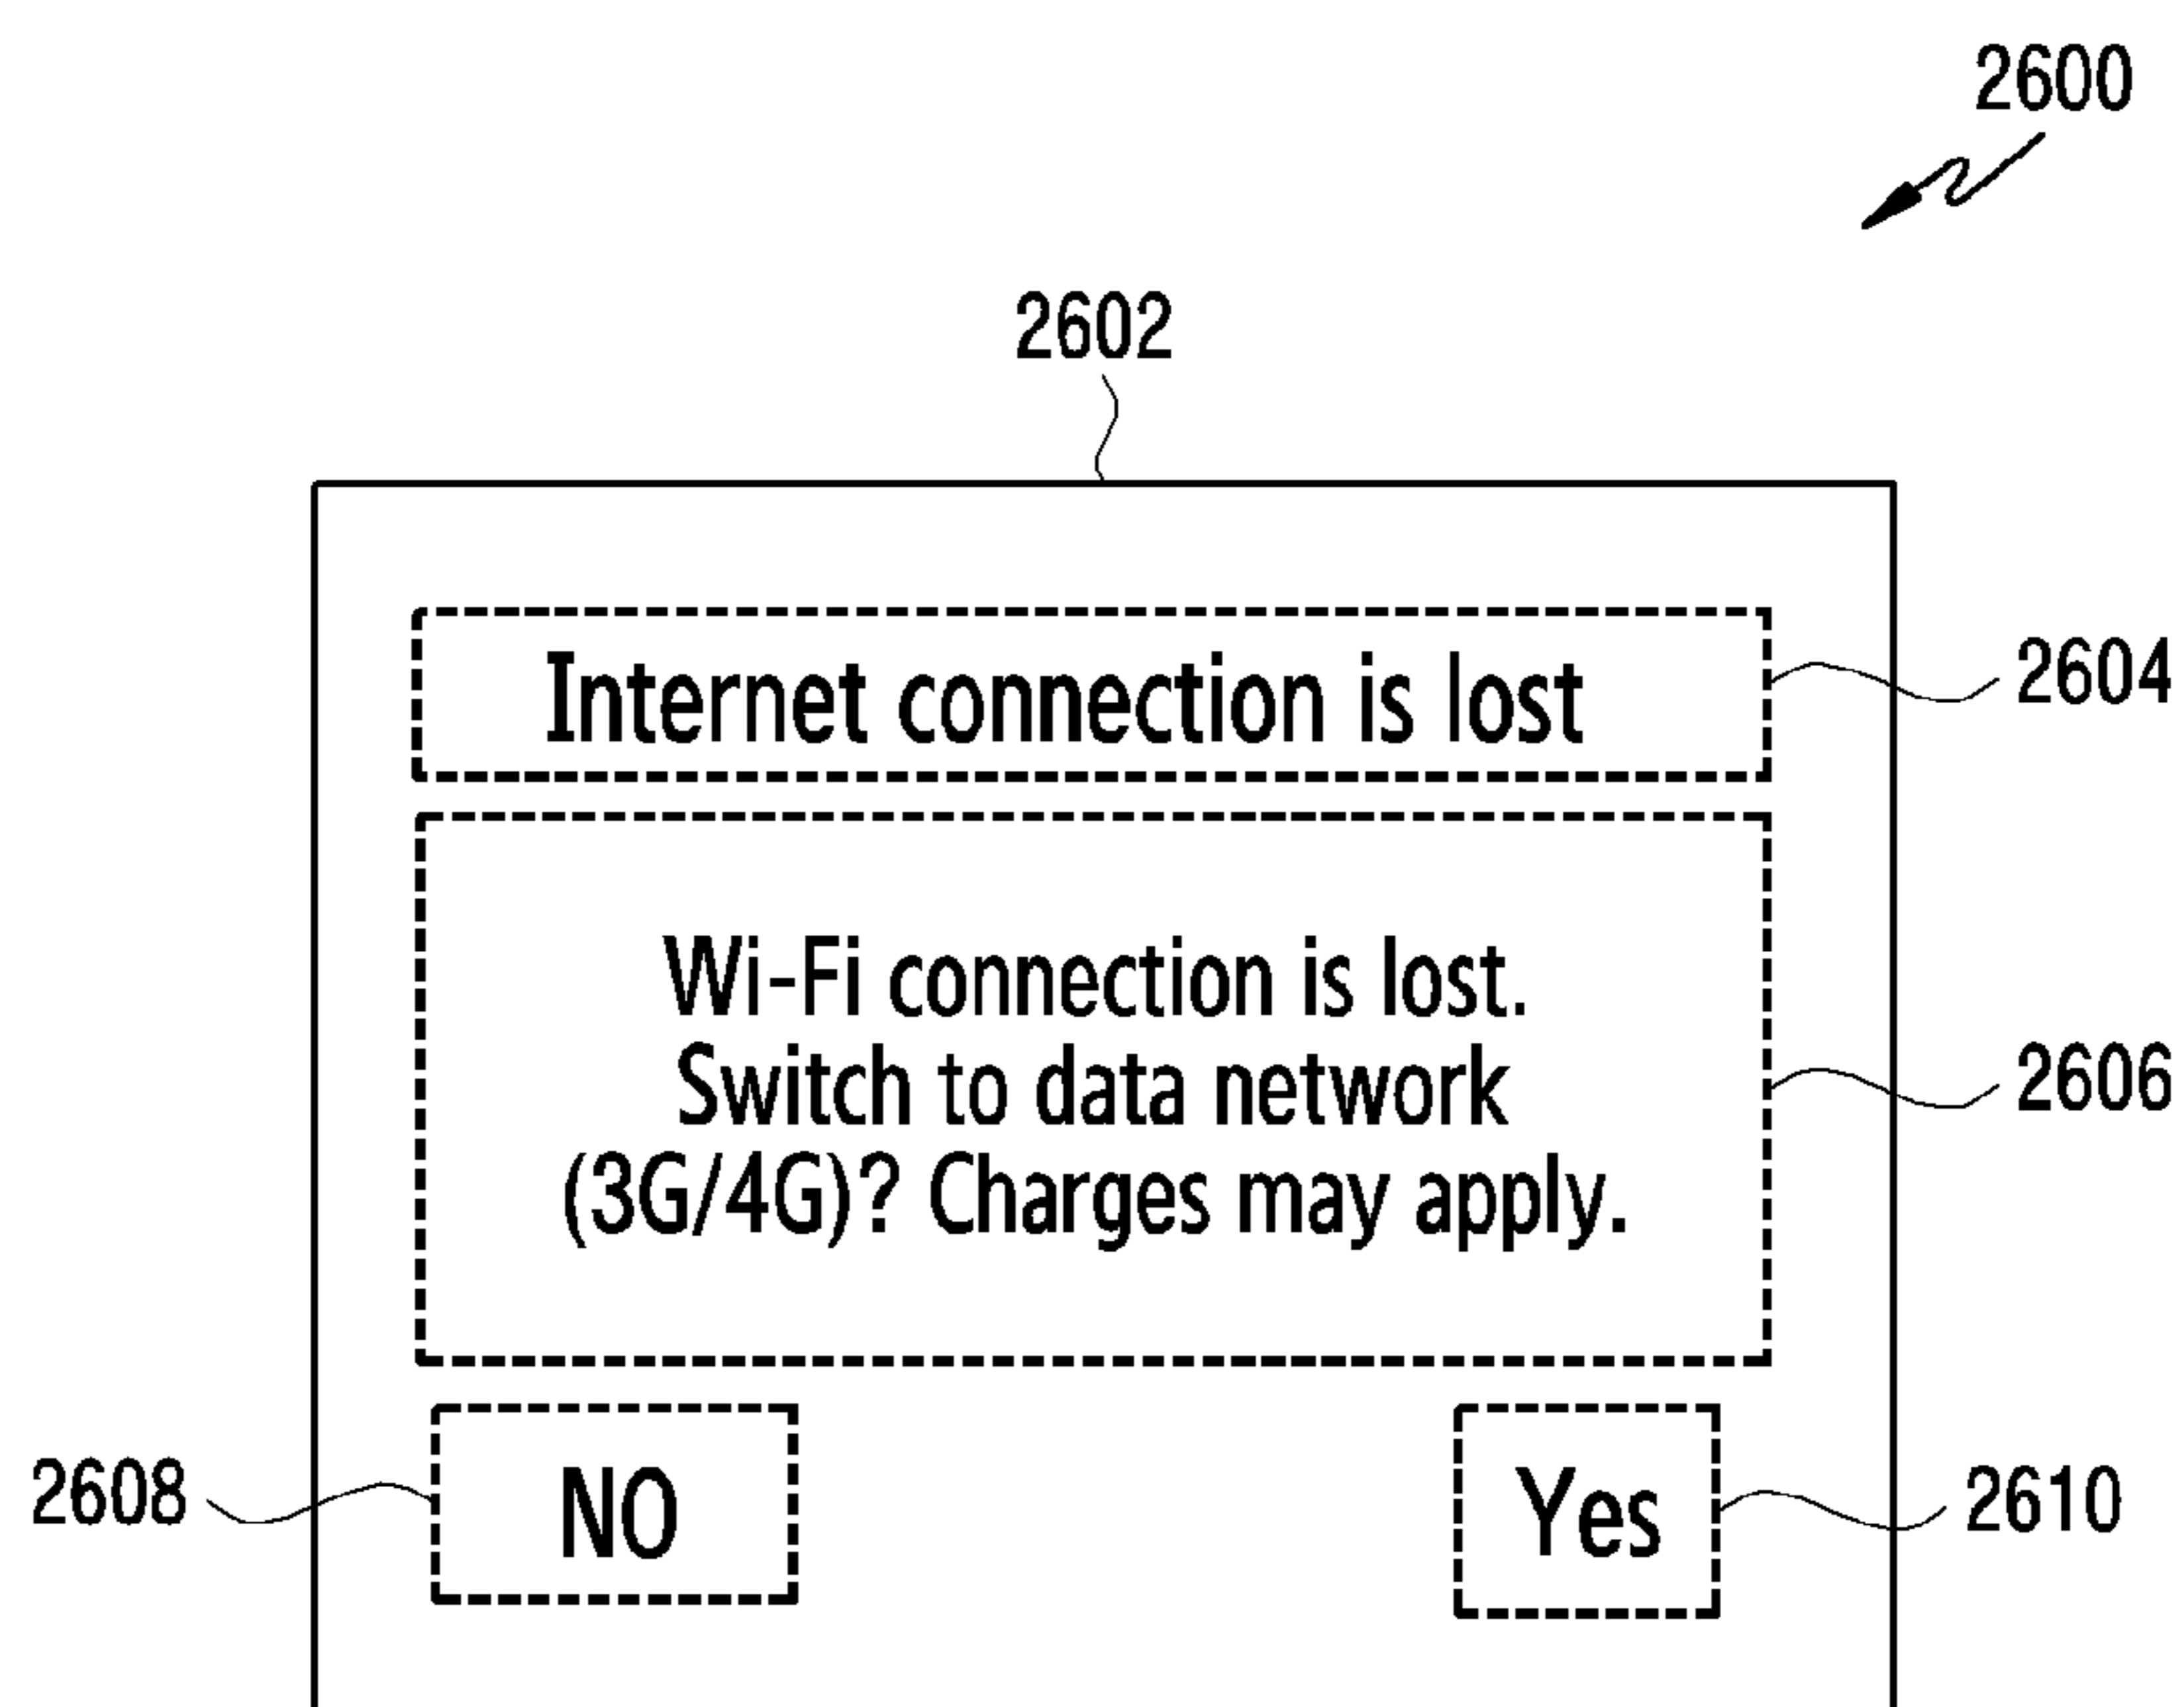 2600
2602
Internet connection is lost
2604
Wi-Fi connection is lost.
Switch to data network
(3G/4G)? Charges may apply.
2606
2608
NO
Yes
2610